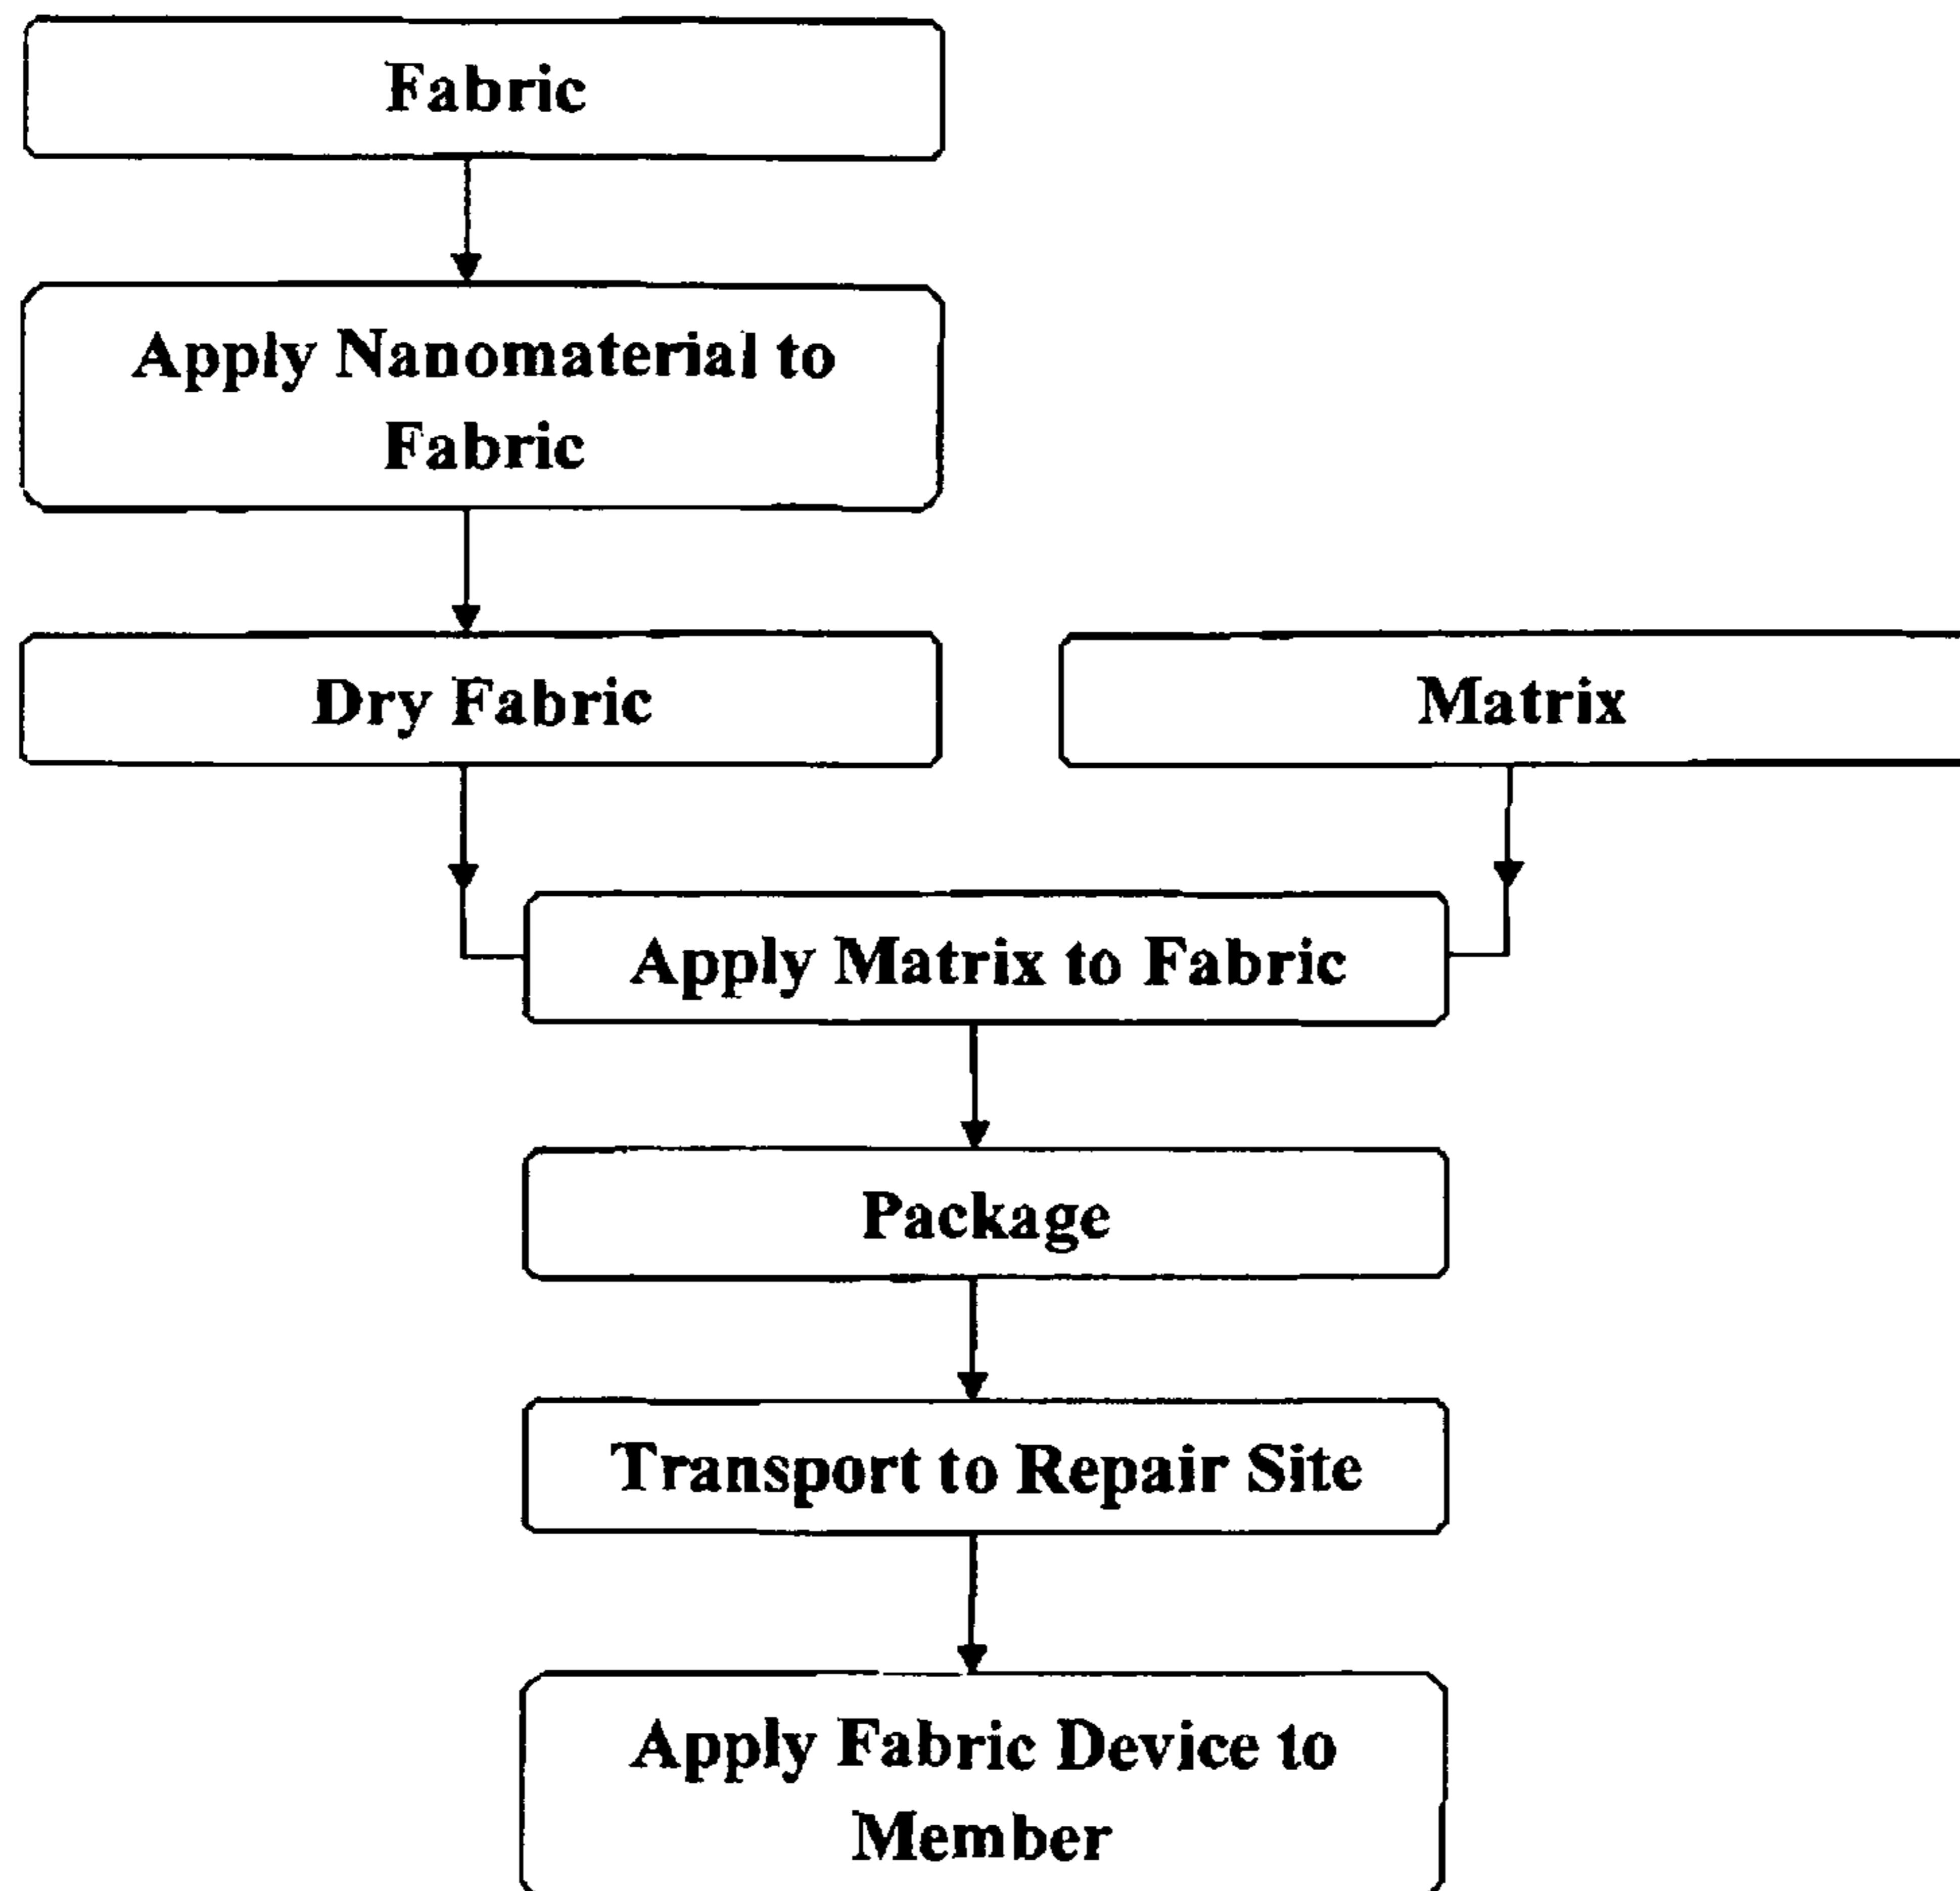 Fabric
Apply Nanomaterial to
Fabric
Dry Fabric
Matrix
Apply Matrix to Fabric
Package
Transport to Repair Site
Apply Fabric Device to
Member